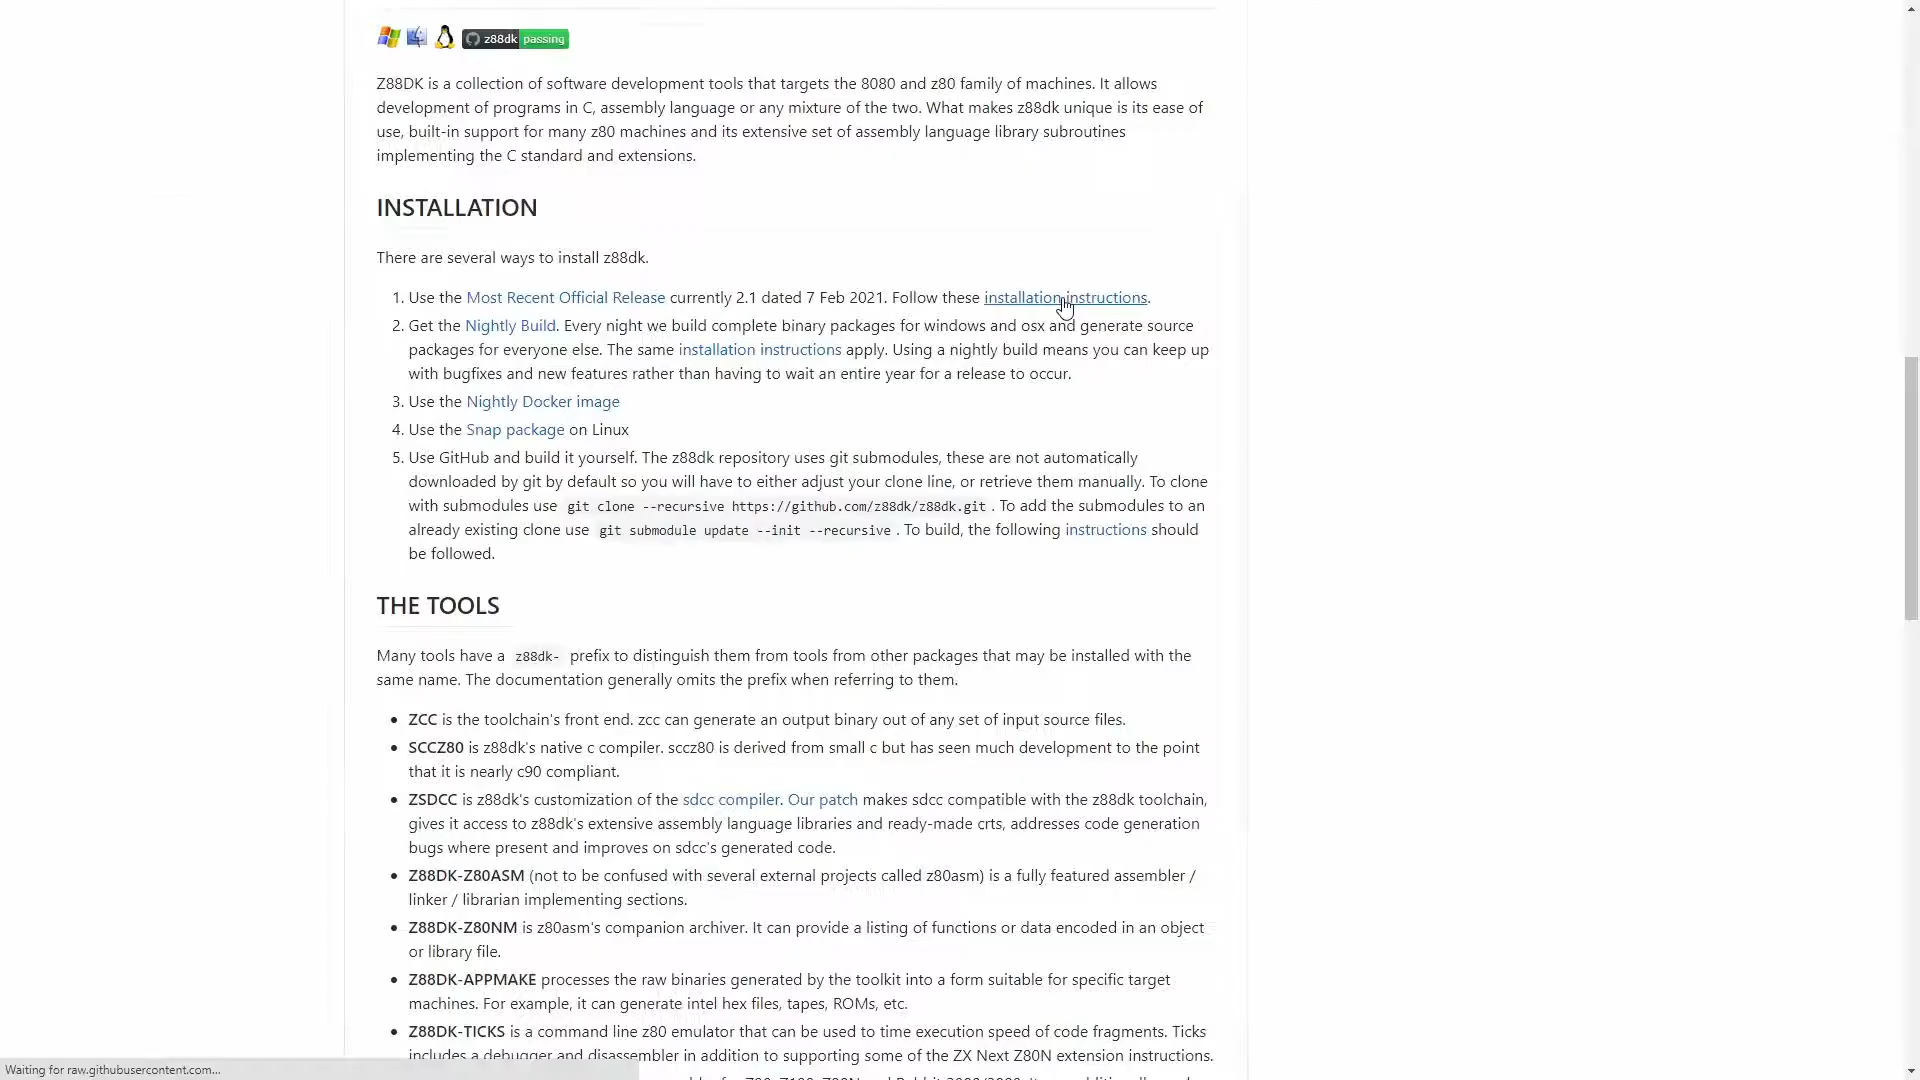 z88dk passing
Z88DK is a collection of software development tools that targets the 8080 and z80 family of machines. It allows
development of programs in C, assembly language or any mixture of the two. What makes z88dk unique is its ease of
use, built-in support for many z80 machines and its extensive set of assembly language library subroutines
implementing the C standard and extensions.
INSTALLATION
There are several ways to install z88dk.
1. Use the Most Recent Official Release currently 2.1 dated 7 Feb 2021. Follow these installation instructions.
2. Get the Nightly Build. Every night we build complete binary packages for windows and osx and generate source
packages for everyone else. The same installation instructions apply. Using a nightly build means you can keep up
with bugfixes and new features rather than having to wait an entire year for a release to occur.
3. Use the Nightly Docker image
4. Use the Snap package on Linux
5. Use GitHub and build it yourself. The z88dk repository uses git submodules, these are not automatically
downloaded by git by default so you will have to either adjust your clone line, or retrieve them manually. To clone
with submodules use git clone --recursive https://github.com/z88dk/z88dk.git . To add the submodules to an
already existing clone use git submodule update --init --recursive . To build, the following instructions should
be followed.
THE TOOLS
Many tools have a z88dk- prefix to distinguish them from tools from other packages that may be installed with the
same name. The documentation generally omits the prefix when referring to them.
• ZCC is the toolchain's front end. zcc can generate an output binary out of any set of input source files.
• SCCZ80 is z88dk's native c compiler. sccz80 is derived from small c but has seen much development to the point
that it is nearly c90 compliant.
• ZSDCC is z88dk's customization of the sdcc compiler. Our patch makes sdcc compatible with the z88dk toolchain,
gives it access to z88dk's extensive assembly language libraries and ready-made crts, addresses code generation
bugs where present and improves on sdcc's generated code.
• Z88DK-Z80ASM (not to be confused with several external projects called z80asm) is a fully featured assembler /
linker / librarian implementing sections.
• Z88DK-Z80NM is z80asm's companion archiver. It can provide a listing of functions or data encoded in an object
or library file.
• Z88DK-APPMAKE processes the raw binaries generated by the toolkit into a form suitable for specific target
machines. For example, it can generate intel hex files, tapes, ROMs, etc.
• Z88DK-TICKS is a command line z80 emulator that can be used to time execution speed of code fragments. Ticks
includes a debugger and disassembler in addition to supporting some of the ZX Next Z80N extension instructions.
Waiting for raw.githubusercontent.com...